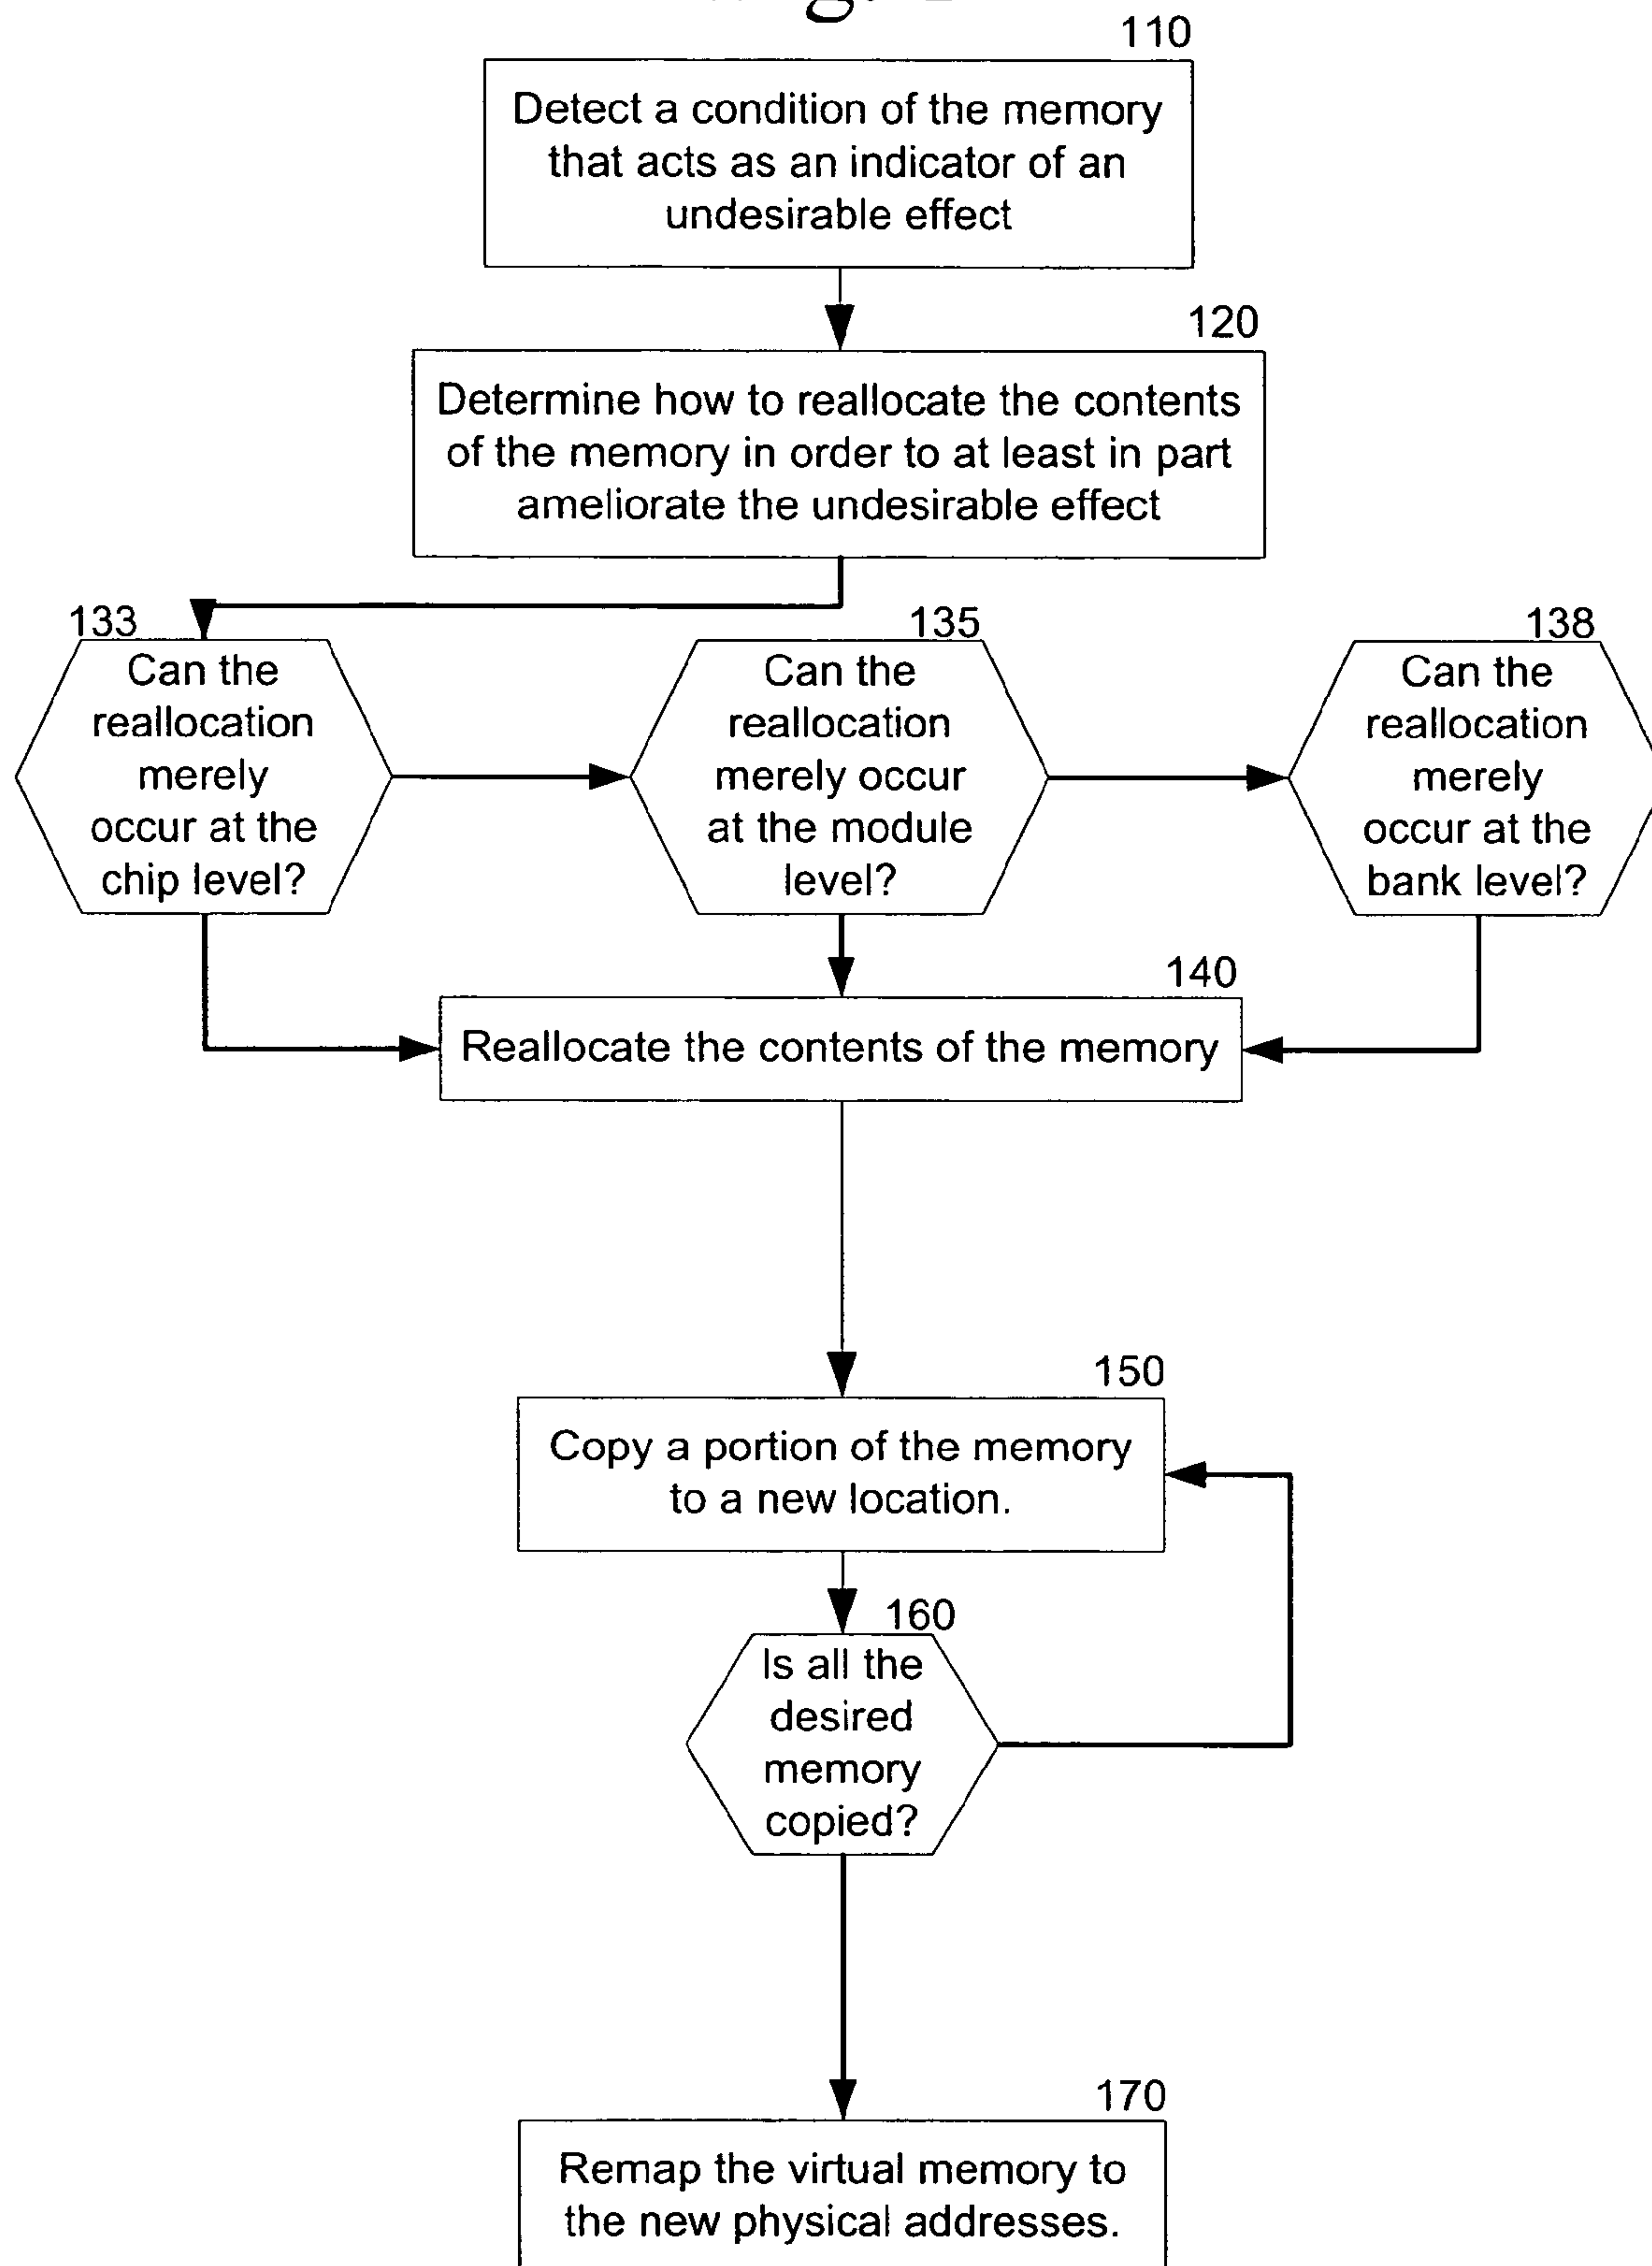 110
Detect a condition of the memory
that acts as an indicator of an
undesirable effect
120
Determine how to reallocate the contents
of the memory in order to at least in part
ameliorate the undesirable effect
133
Can the
reallocation
merely
occur at the
chip level?
135
Can the
reallocation
merely occur
at the module
level?
138
Can the
reallocation
merely
occur at the
bank level?
140
Reallocate the contents of the memory
150
Copy a portion of the memory
to a new location.
160
Is all the
desired
memory
copied?
170
Remap the virtual memory to
the new physical addresses.